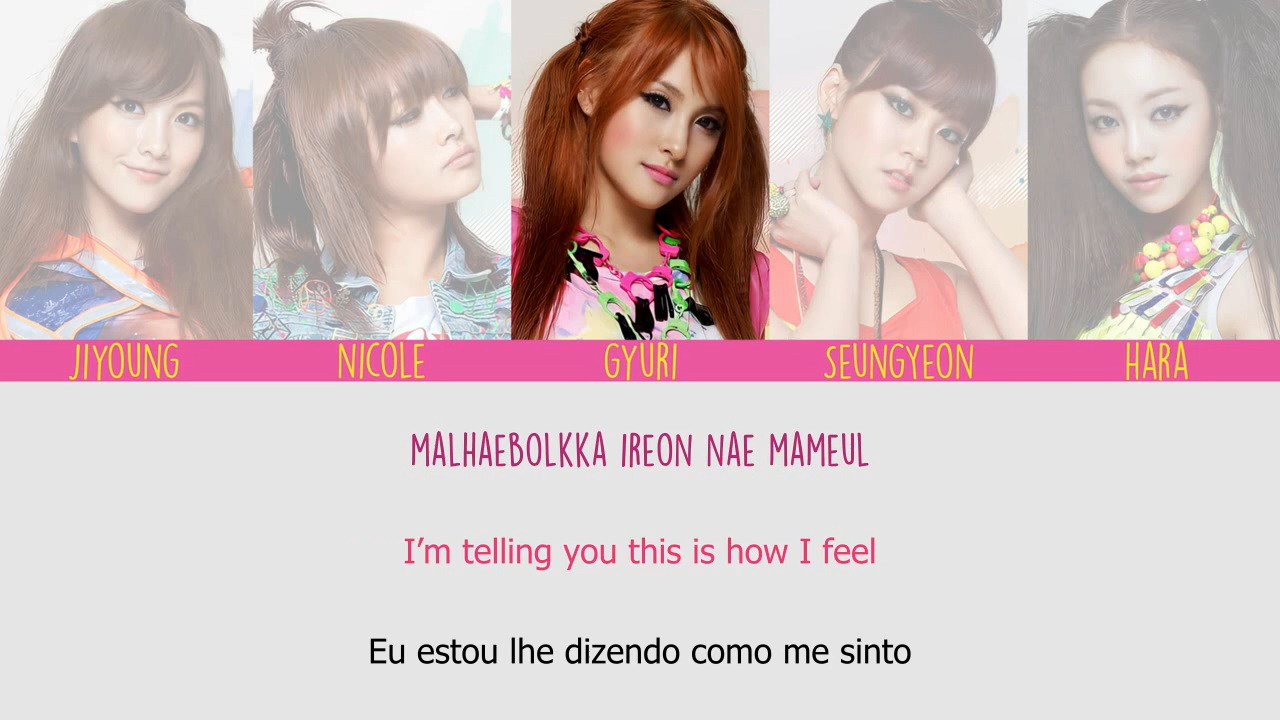 JIYOUNG NICOLE GYURI SEUNGYEON HARA
MALHAEBOLKKA IREON NAE MAMEUL
I’m telling you this is how I feel
Eu estou lhe dizendo como me sinto